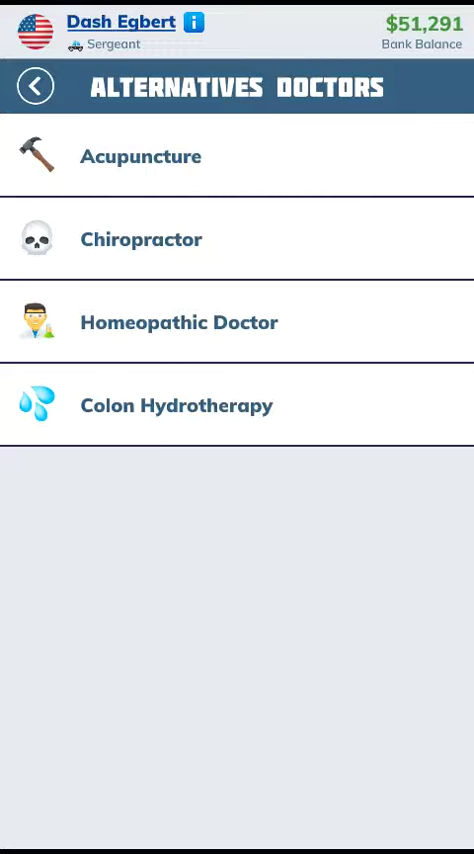 Dash Egbert i
$51,291
Sergeant
Bank Balance
ALTERNATIVES DOCTORS
Acupuncture
Chiropractor
Homeopathic Doctor
Colon Hydrotherapy